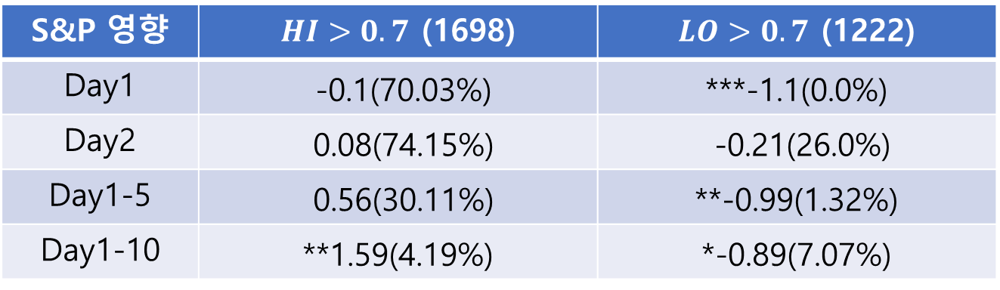 S&P 영향 HI > 0.7 (1698) LO > 0.7 (1222)
Day1 -0.1(70.03%) ***-1.1(0.0%)
Day2 0.08(74.15%) -0.21(26.0%)
Day1-5 0.56(30.11%) **-0.99(1.32%)
Day1-10 **1.59(4.19%) *-0.89(7.07%)